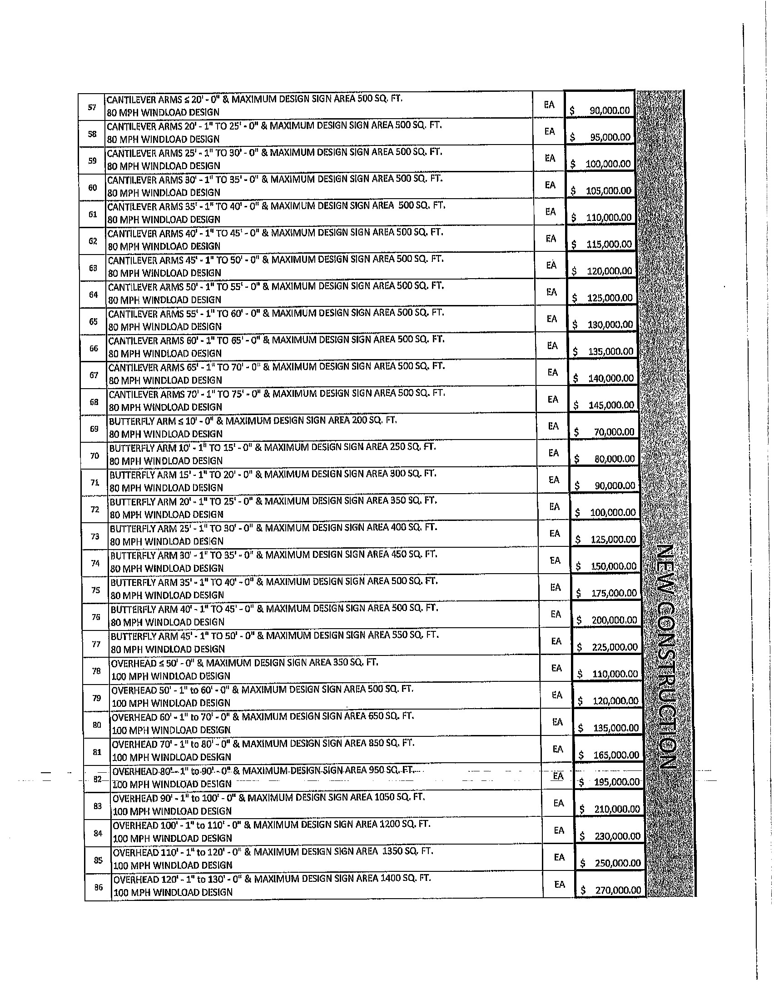 57 CANTILEVER ARMS ≤ 20' - 0" & MAXIMUM DESIGN SIGN AREA 500 SQ. FT. EA $ 90,000.00
80 MPH WINDLOAD DESIGN
58 CANTILEVER ARMS 20' - 1" TO 25' - 0" & MAXIMUM DESIGN SIGN AREA 500 SQ. FT. EA $ 95,000.00
80 MPH WINDLOAD DESIGN
59 CANTILEVER ARMS 25' - 1" TO 30' - 0" & MAXIMUM DESIGN SIGN AREA 500 SQ. FT. EA $ 100,000.00
80 MPH WINDLOAD DESIGN
60 CANTILEVER ARMS 30' - 1" TO 35' - 0" & MAXIMUM DESIGN SIGN AREA 500 SQ. FT. EA $ 105,000.00
80 MPH WINDLOAD DESIGN
61 CANTILEVER ARMS 35' - 1" TO 40' - 0" & MAXIMUM DESIGN SIGN AREA 500 SQ. FT. EA $ 110,000.00
80 MPH WINDLOAD DESIGN
62 CANTILEVER ARMS 40' - 1" TO 45' - 0" & MAXIMUM DESIGN SIGN AREA 500 SQ. FT. EA $ 115,000.00
80 MPH WINDLOAD DESIGN
63 CANTILEVER ARMS 45' - 1" TO 50' - 0" & MAXIMUM DESIGN SIGN AREA 500 SQ. FT. EA $ 120,000.00
80 MPH WINDLOAD DESIGN
64 CANTILEVER ARMS 50' - 1" TO 55' - 0" & MAXIMUM DESIGN SIGN AREA 500 SQ. FT. EA $ 125,000.00
80 MPH WINDLOAD DESIGN
65 CANTILEVER ARMS 55' - 1" TO 60' - 0" & MAXIMUM DESIGN SIGN AREA 500 SQ. FT. EA $ 130,000.00
80 MPH WINDLOAD DESIGN
66 CANTILEVER ARMS 60' - 1" TO 65' - 0" & MAXIMUM DESIGN SIGN AREA 500 SQ. FT. EA $ 135,000.00
80 MPH WINDLOAD DESIGN
67 CANTILEVER ARMS 65' - 1" TO 70' - 0" & MAXIMUM DESIGN SIGN AREA 500 SQ. FT. EA $ 140,000.00
80 MPH WINDLOAD DESIGN
68 CANTILEVER ARMS 70' - 1" TO 75' - 0" & MAXIMUM DESIGN SIGN AREA 500 SQ. FT. EA $ 145,000.00
80 MPH WINDLOAD DESIGN
69 BUTTERFLY ARM ≤ 10' - 0" & MAXIMUM DESIGN SIGN AREA 200 SQ. FT. EA $ 70,000.00
80 MPH WINDLOAD DESIGN
70 BUTTERFLY ARM 10' - 1" TO 15' - 0" & MAXIMUM DESIGN SIGN AREA 250 SQ. FT. EA $ 80,000.00
80 MPH WINDLOAD DESIGN
71 BUTTERFLY ARM 15' - 1" TO 20' - 0" & MAXIMUM DESIGN SIGN AREA 300 SQ. FT. EA $ 90,000.00
80 MPH WINDLOAD DESIGN
72 BUTTERFLY ARM 20' - 1" TO 25' - 0" & MAXIMUM DESIGN SIGN AREA 350 SQ. FT. EA $ 100,000.00
80 MPH WINDLOAD DESIGN
73 BUTTERFLY ARM 25' - 1" TO 30' - 0" & MAXIMUM DESIGN SIGN AREA 400 SQ. FT. EA $ 125,000.00
80 MPH WINDLOAD DESIGN
74 BUTTERFLY ARM 30' - 1" TO 35' - 0" & MAXIMUM DESIGN SIGN AREA 450 SQ. FT. EA $ 150,000.00
80 MPH WINDLOAD DESIGN
75 BUTTERFLY ARM 35' - 1" TO 40' - 0" & MAXIMUM DESIGN SIGN AREA 500 SQ. FT. EA $ 175,000.00
80 MPH WINDLOAD DESIGN
76 BUTTERFLY ARM 40' - 1" TO 45' - 0" & MAXIMUM DESIGN SIGN AREA 500 SQ. FT. EA $ 200,000.00
80 MPH WINDLOAD DESIGN
77 BUTTERFLY ARM 45' - 1" TO 50' - 0" & MAXIMUM DESIGN SIGN AREA 550 SQ. FT. EA $ 225,000.00
80 MPH WINDLOAD DESIGN
78 OVERHEAD ≤ 50' - 0" & MAXIMUM DESIGN SIGN AREA 350 SQ. FT. EA $ 110,000.00
100 MPH WINDLOAD DESIGN
79 OVERHEAD 50' - 1" to 60' - 0" & MAXIMUM DESIGN SIGN AREA 500 SQ. FT. EA $ 120,000.00
100 MPH WINDLOAD DESIGN
80 OVERHEAD 60' - 1" to 70' - 0" & MAXIMUM DESIGN SIGN AREA 650 SQ. FT. EA $ 135,000.00
100 MPH WINDLOAD DESIGN
81 OVERHEAD 70' - 1" to 80' - 0" & MAXIMUM DESIGN SIGN AREA 850 SQ. FT. EA $ 165,000.00
100 MPH WINDLOAD DESIGN
82 OVERHEAD 80' - 1" to 90' - 0" & MAXIMUM DESIGN SIGN AREA 950 SQ. FT. EA $ 195,000.00
100 MPH WINDLOAD DESIGN
83 OVERHEAD 90' - 1" to 100' - 0" & MAXIMUM DESIGN SIGN AREA 1050 SQ. FT. EA $ 210,000.00
100 MPH WINDLOAD DESIGN
84 OVERHEAD 100' - 1" to 110' - 0" & MAXIMUM DESIGN SIGN AREA 1200 SQ. FT. EA $ 230,000.00
100 MPH WINDLOAD DESIGN
85 OVERHEAD 110' - 1" to 120' - 0" & MAXIMUM DESIGN SIGN AREA 1350 SQ. FT. EA $ 250,000.00
100 MPH WINDLOAD DESIGN
86 OVERHEAD 120' - 1" to 130' - 0" & MAXIMUM DESIGN SIGN AREA 1400 SQ. FT. EA $ 270,000.00
100 MPH WINDLOAD DESIGN
NEW CONSTRUCTION